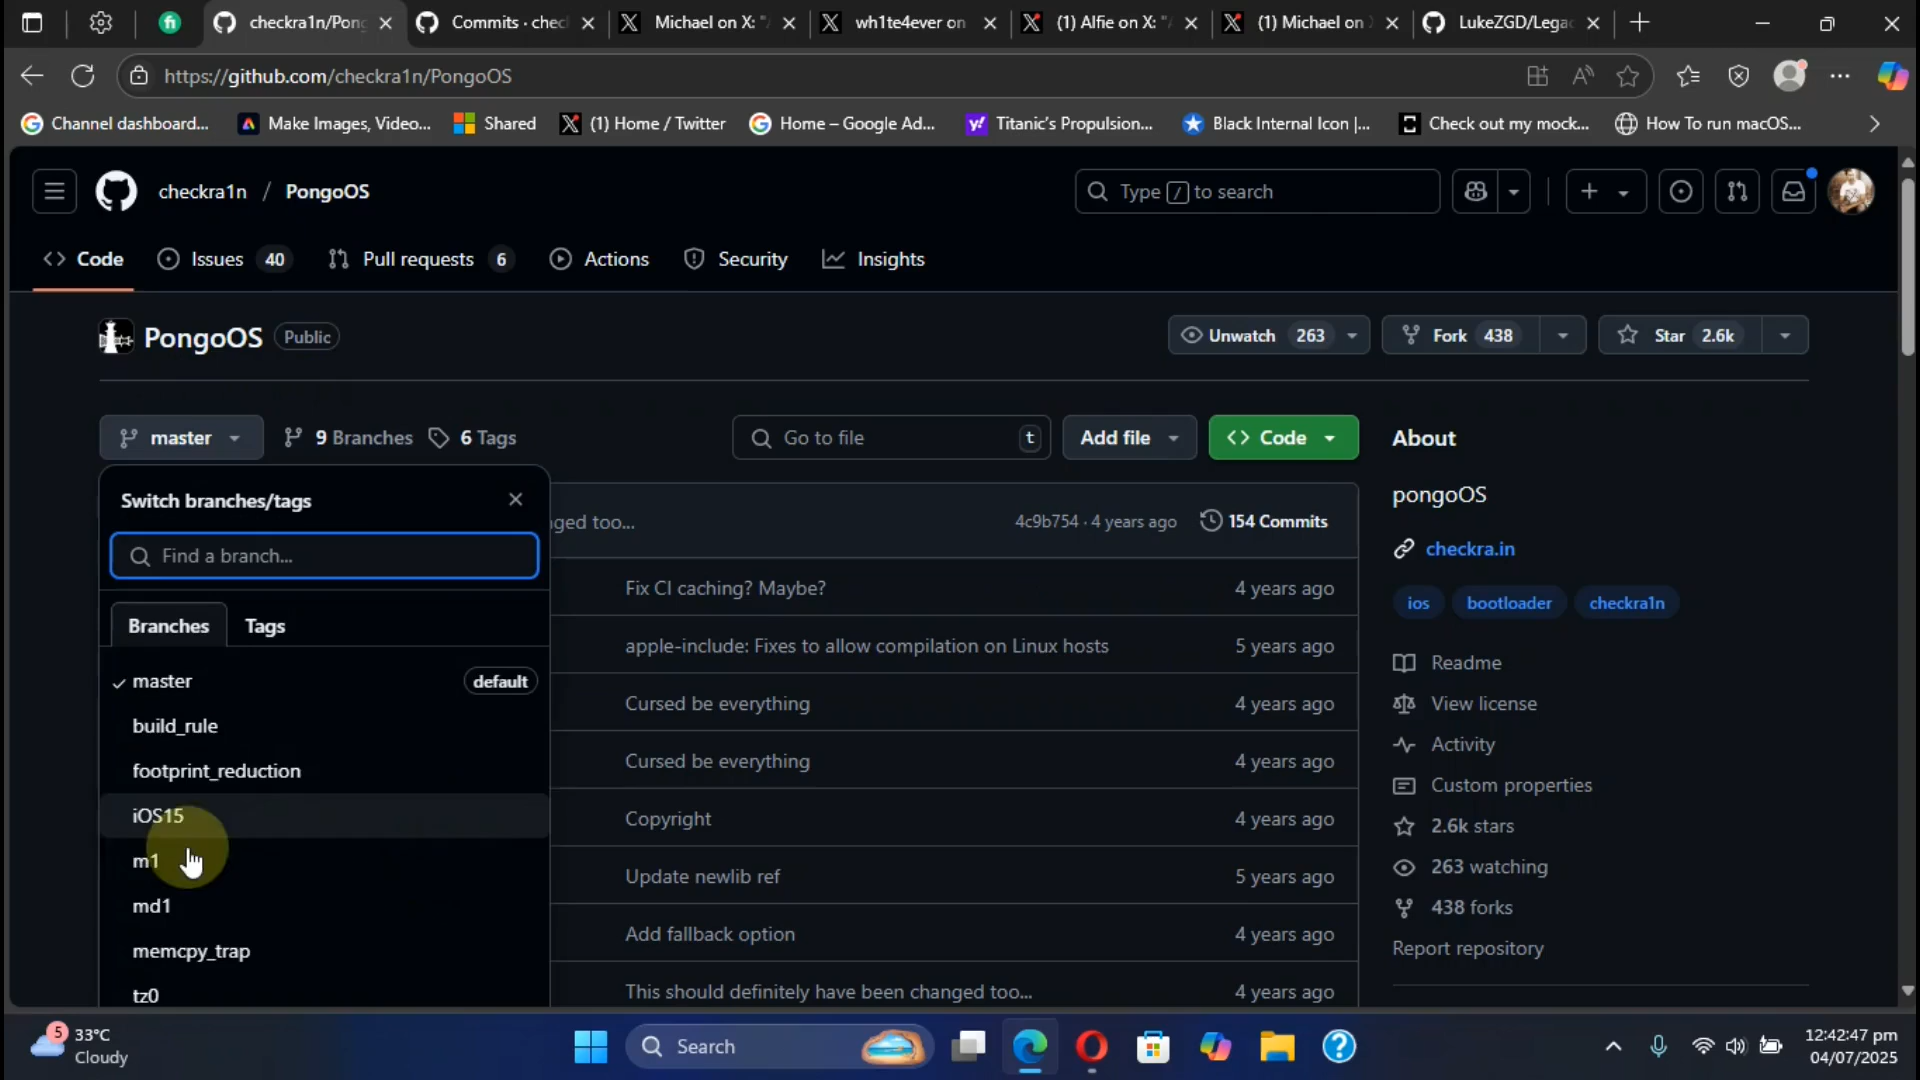 checkra1n/Pong
Commits · chec
Michael on X: "
wh1te4ever on
(1) Alfie on X: "
(1) Michael on
LukeZGD/Lega
https://github.com/checkra1n/PongoOS
Channel dashboard...
Make Images, Video...
Shared
(1) Home / Twitter
Home – Google Ad...
Titanic's Propulsion...
Black Internal Icon |...
Check out my mock...
How To run macOS...
checkra1n / PongoOS
Type / to search
Code
Issues 40
Pull requests 6
Actions
Security
Insights
PongoOS Public
Unwatch 263
Fork 438
Star 2.6k
master
9 Branches
6 Tags
Go to file t
Add file
Code
About
Switch branches/tags
Find a branch...
Branches
Tags
master default
build_rule
footprint_reduction
iOS15
m1
md1
memcpy_trap
tz0
ged too...
4c9b754 · 4 years ago
154 Commits
Fix CI caching? Maybe? 4 years ago
apple-include: Fixes to allow compilation on Linux hosts 5 years ago
Cursed be everything 4 years ago
Cursed be everything 4 years ago
Copyright 4 years ago
Update newlib ref 5 years ago
Add fallback option 4 years ago
This should definitely have been changed too... 4 years ago
pongoOS
checkra.in
ios bootloader checkra1n
Readme
View license
Activity
Custom properties
2.6k stars
263 watching
438 forks
Report repository
5
33°C
Cloudy
Search
12:42:47 pm
04/07/2025